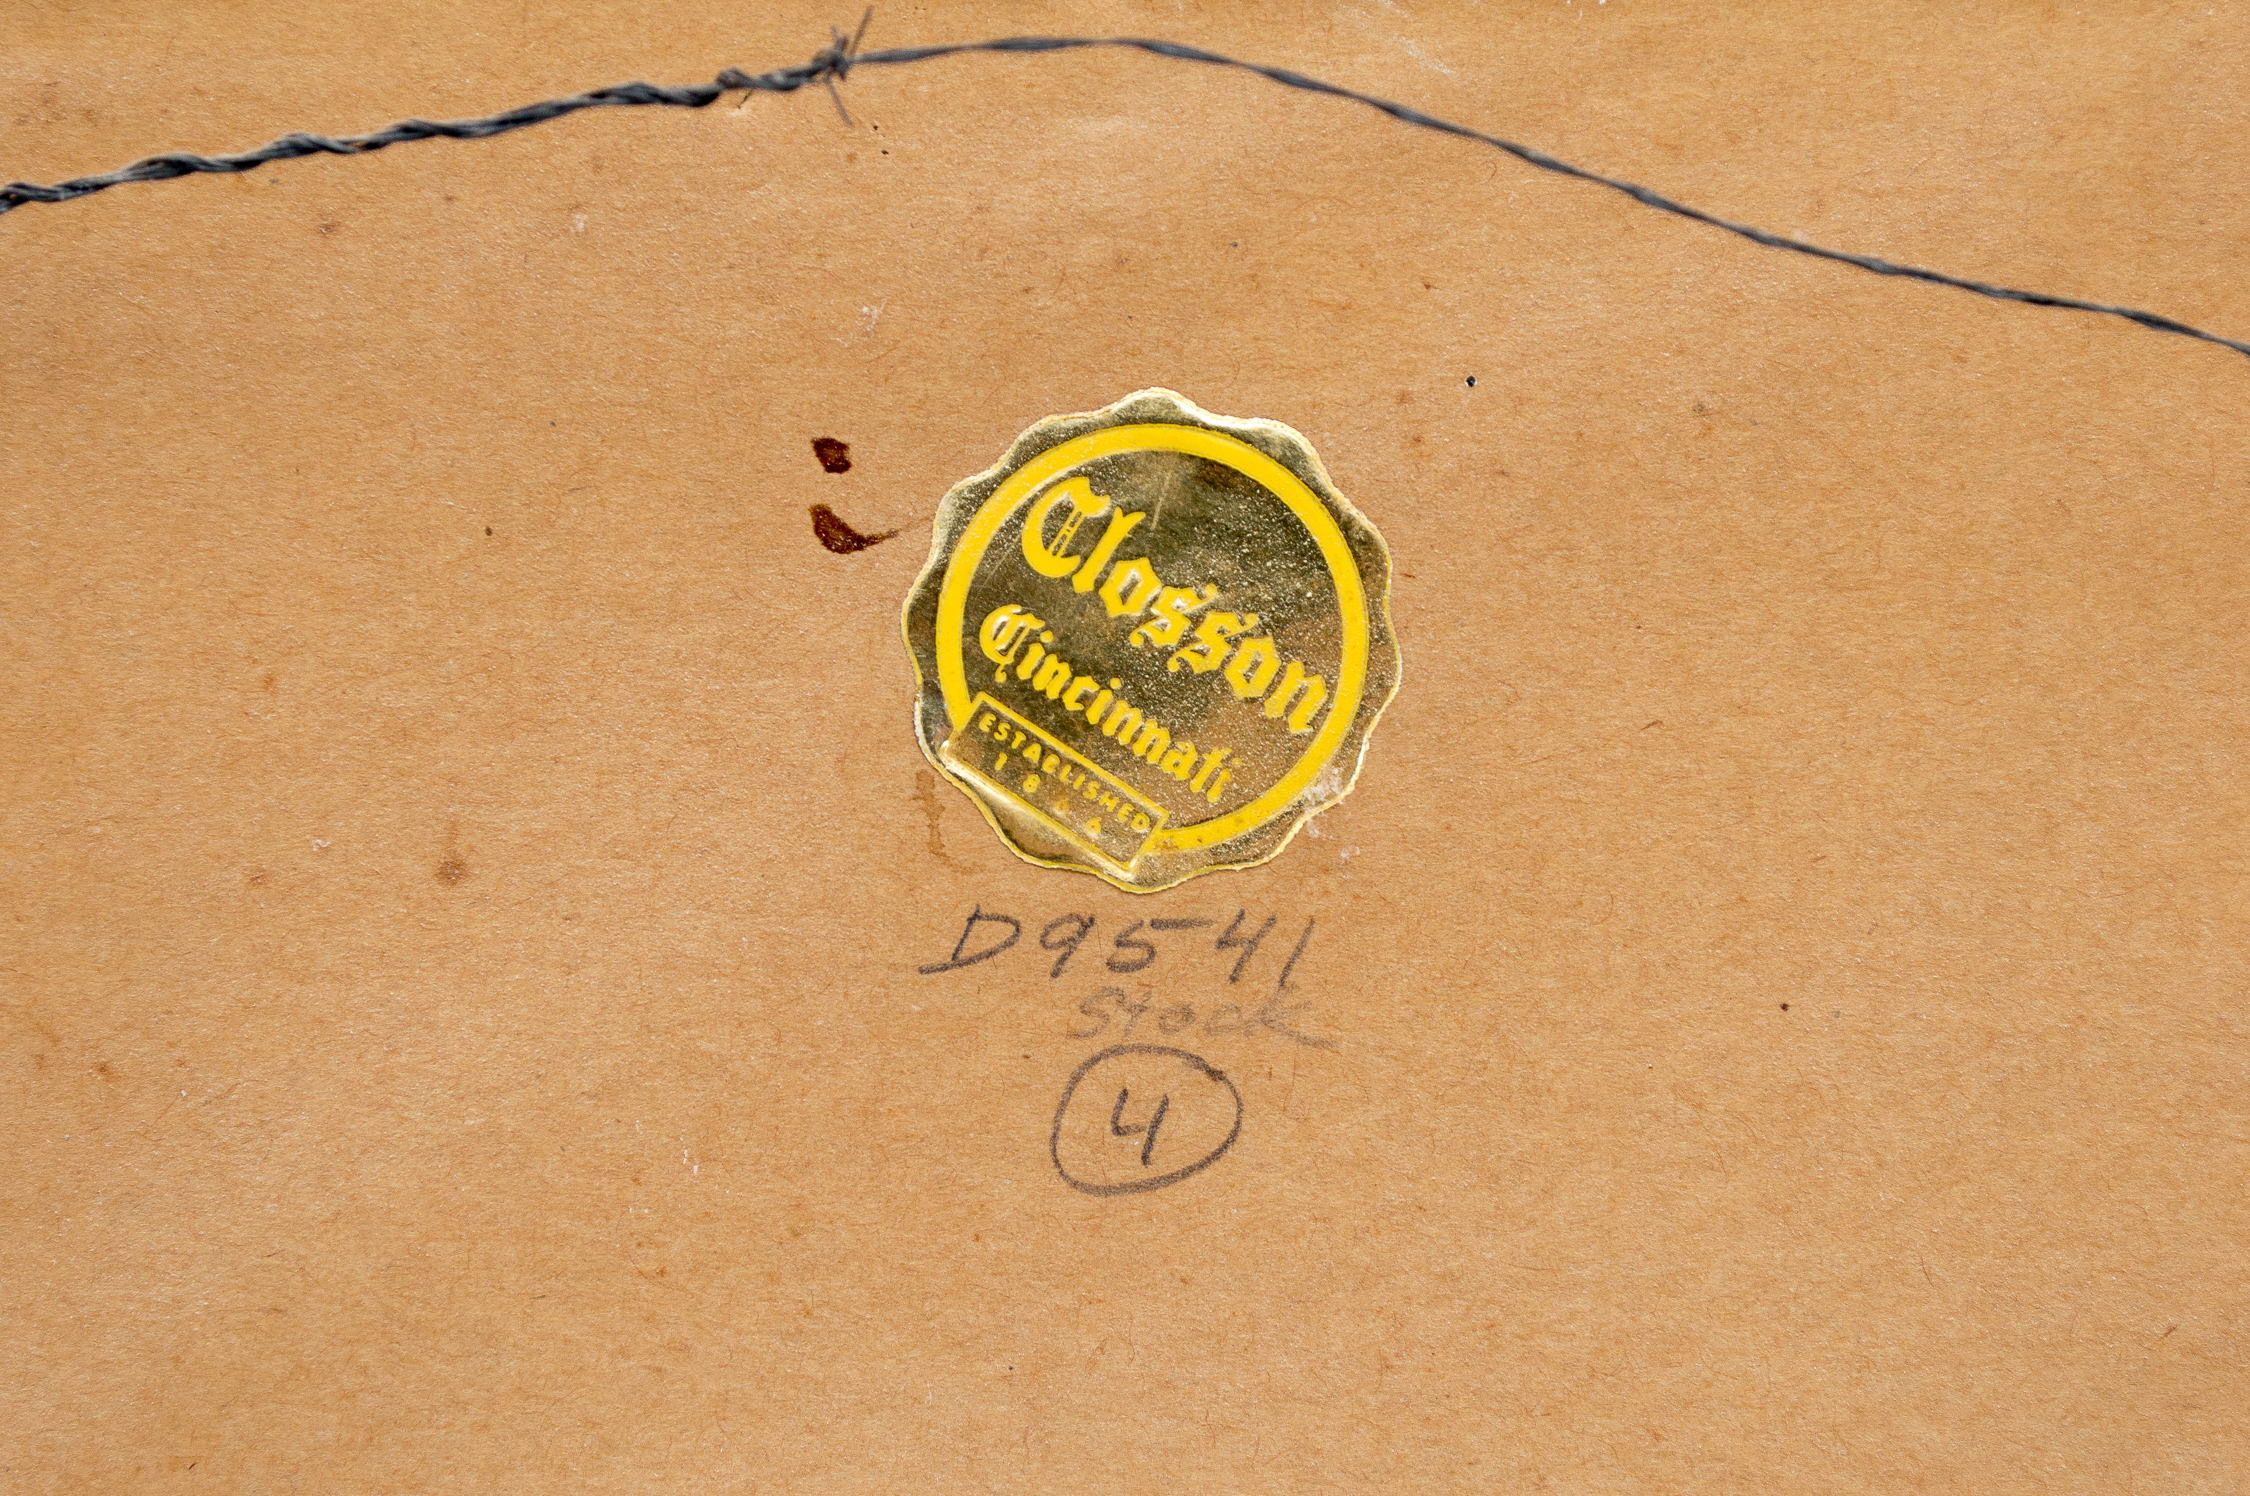 Closson
Cincinnati
ESTABLISHED
1866
D9541
Stock
4